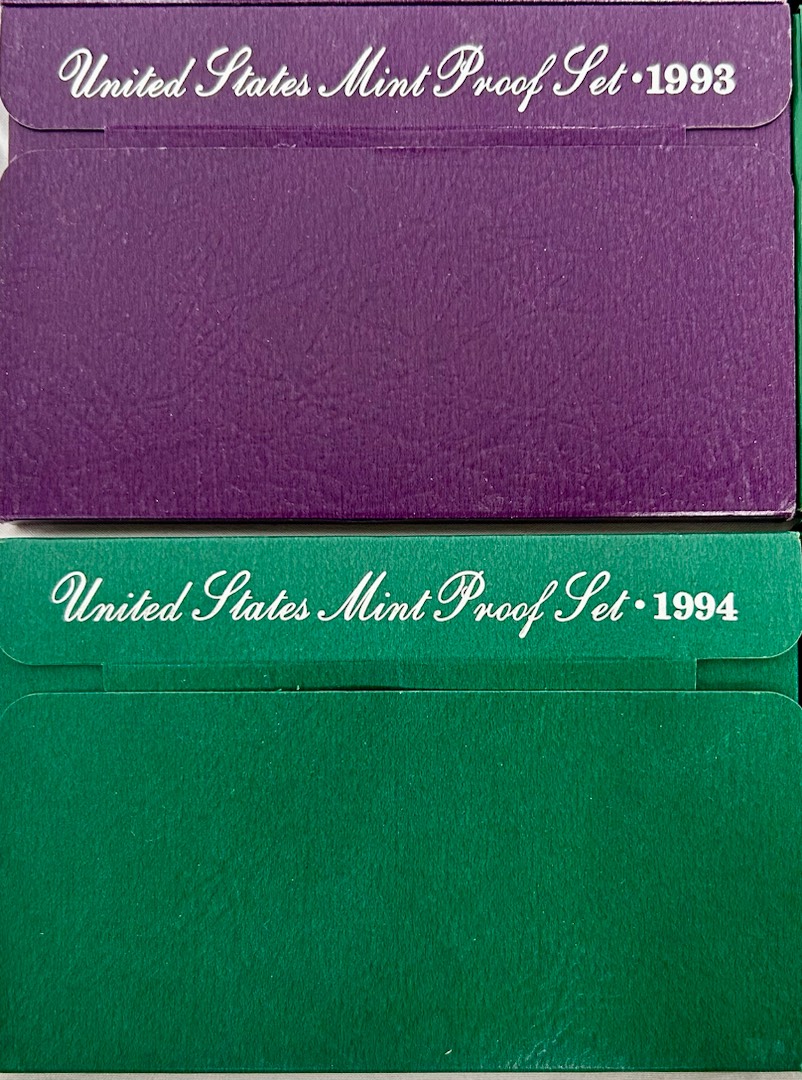 United States Mint Proof Set • 1993
United States Mint Proof Set • 1994